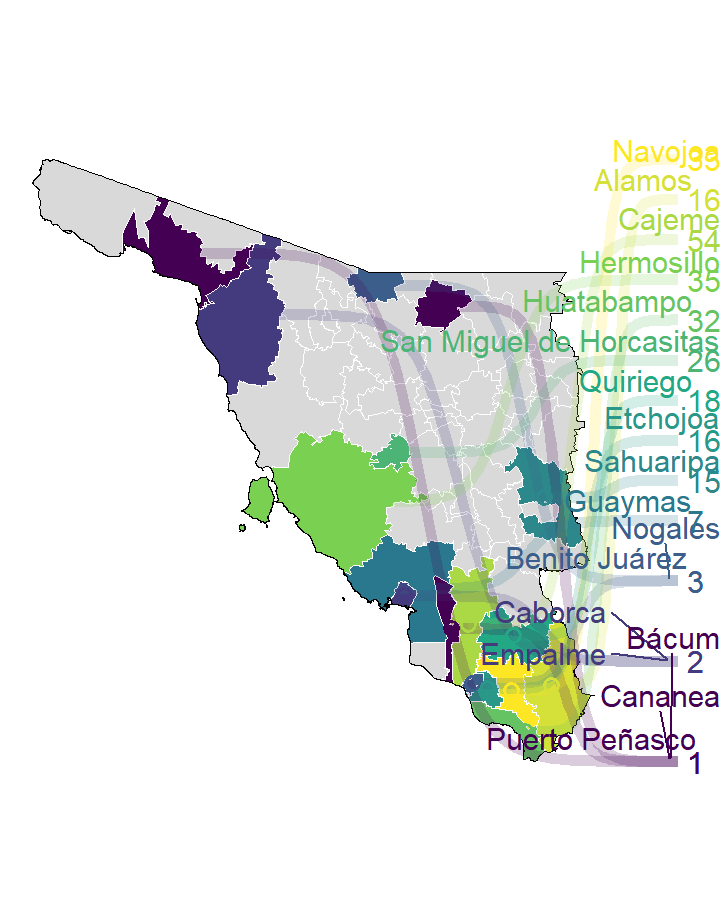 Navojoa
55
Alamos
16
Cajeme
54
Hermosillo
35
Huatabampo
32
San Miguel de Horcasitas
26
Quiriego
18
Etchojoa
16
Sahuaripa
15
Guaymas
7
Nogales
Benito Juárez
3
Caborca
Bácum
Empalme
2
Cananea
Puerto Peñasco
1